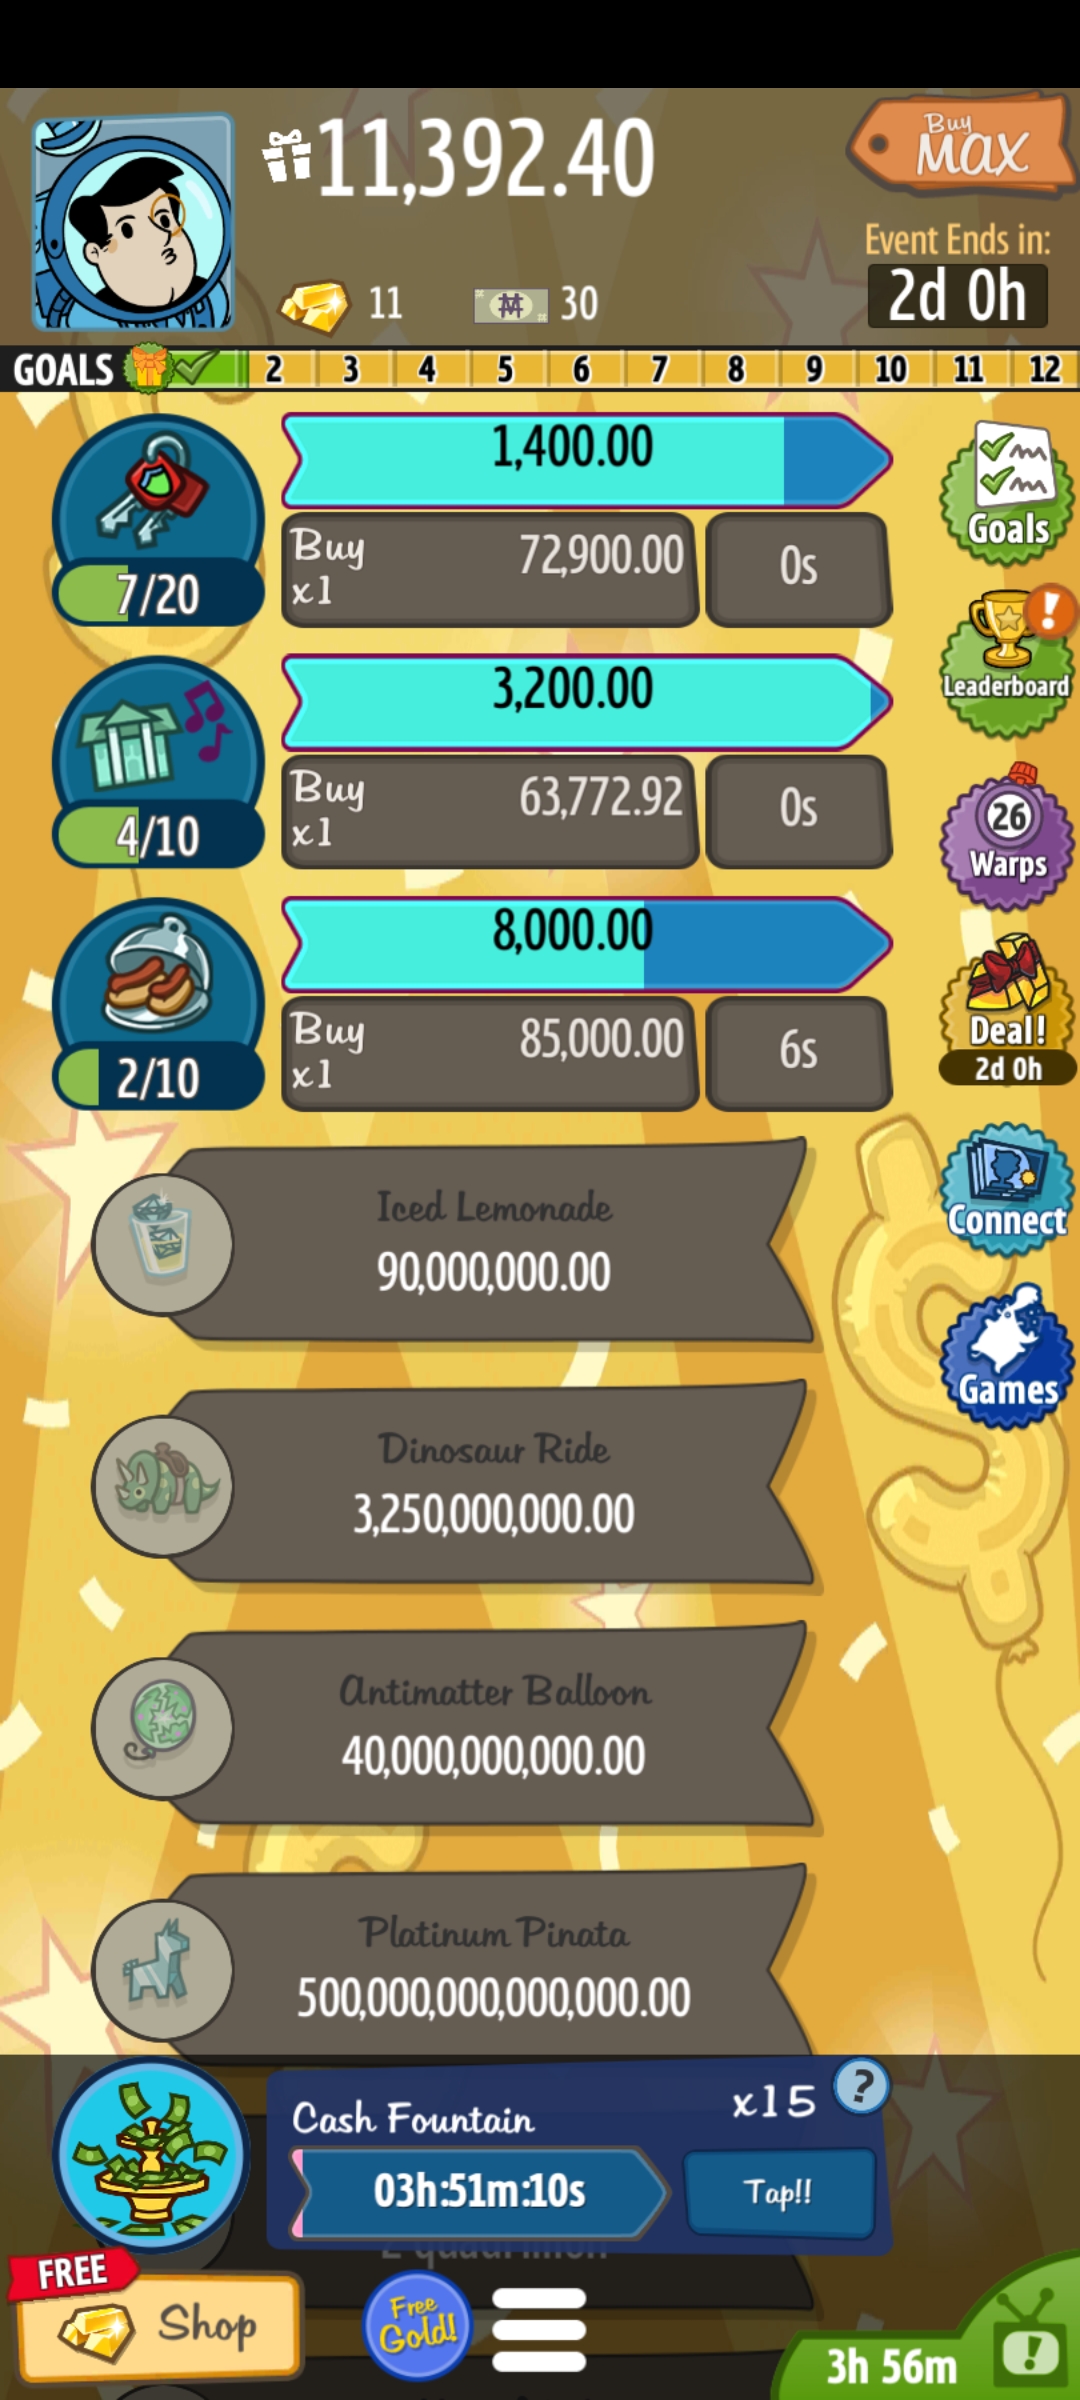 11,392.40
Buy
MAX
Event Ends in:
2d 0h
11
30
GOALS 2 3 4 5 6 7 8 9 10 11 12
1,400.00
Buy
x1
72,900.00
0s
7/20
Goals
3,200.00
Buy
x1
63,772.92
0s
4/10
!
Leaderboard
26
Warps
8,000.00
Buy
x1
85,000.00
6s
2/10
Deal!
2d 0h
Iced Lemonade
90,000,000.00
Connect
Dinosaur Ride
3,250,000,000.00
Games
Antimatter Balloon
40,000,000,000.00
Platinum Pinata
500,000,000,000,000.00
Cash Fountain
x15
?
03h:51m:10s
Tap!!
FREE
Shop
Free
Gold!
3h 56m
!